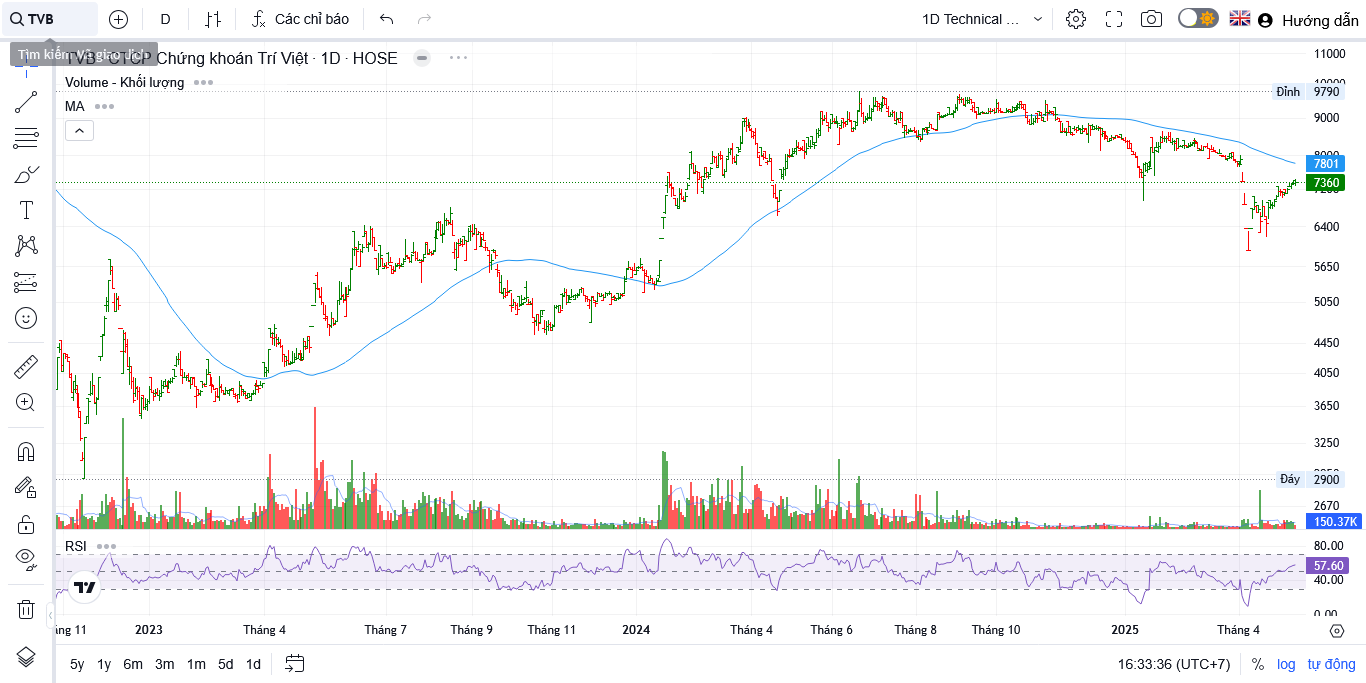 TVB
D
Các chỉ báo
1D Technical ...
Hướng dẫn
Tìm kiếm Mã giao dịch
TVB · CTCP Chứng khoán Trí Việt · 1D · HOSE
Volume - Khối lượng
MA
11000
10000
Đỉnh 9790
9000
8000
7801
7360
7200
6400
5650
5050
4450
4050
3650
3250
Đáy 2900
2670
150.37K
RSI
80.00
57.60
40.00
0.00
ng 11
2023
Tháng 4
Tháng 7
Tháng 9
Tháng 11
2024
Tháng 4
Tháng 6
Tháng 8
Tháng 10
2025
Tháng 4
5y 1y 6m 3m 1m 5d 1d
16:33:36 (UTC+7)
% log tự động